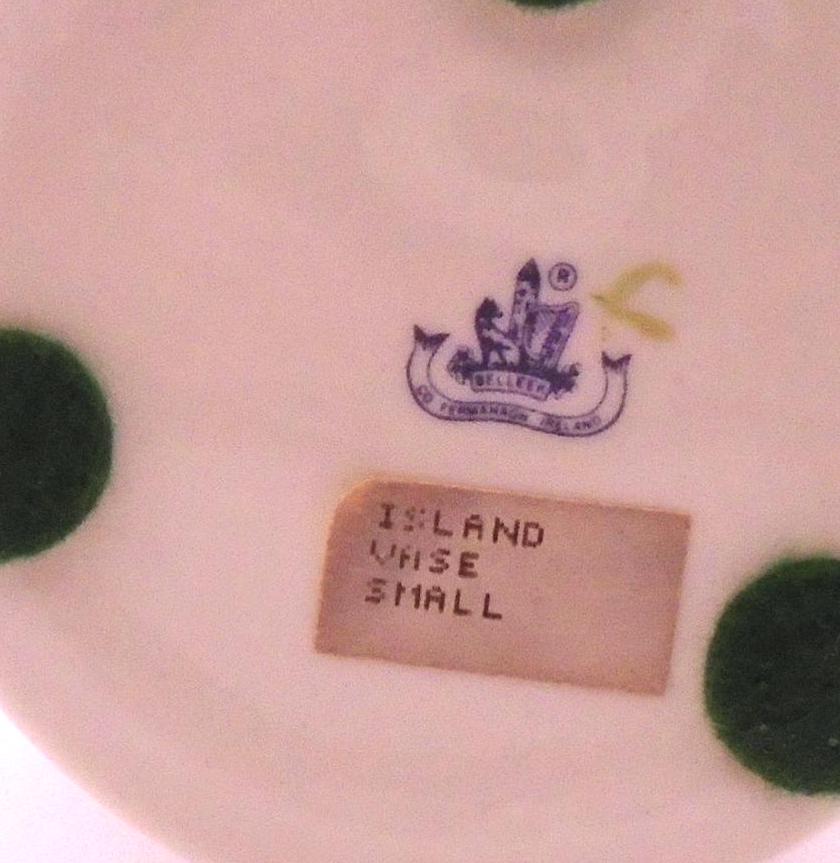 ®
BELLEEK
CO FERMANAGH IRELAND
ISLAND
VASE
SMALL